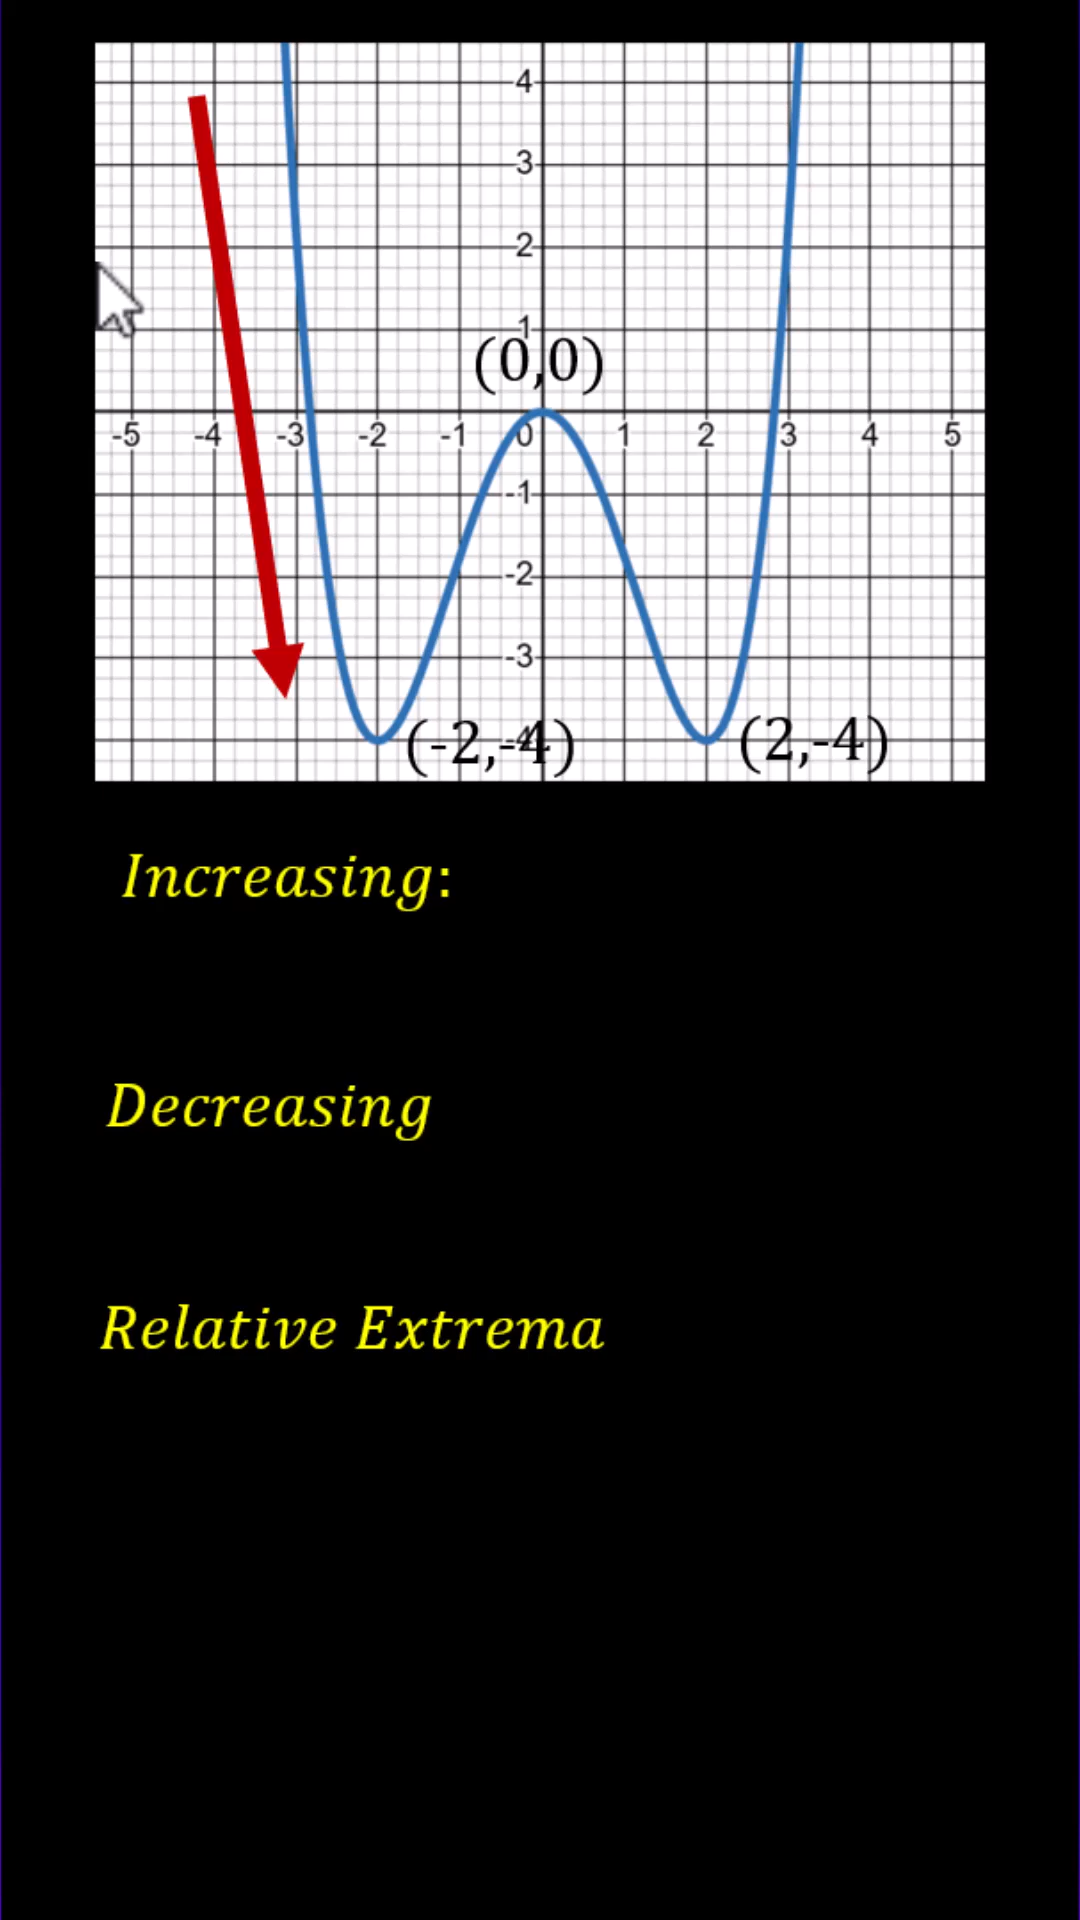 4
3
2
1
(0,0)
-5 -4 -3 -2 -1 0 1 2 3 4 5
-1
-2
-3
-4
(-2,-4) (2,-4)
Increasing:
Decreasing
Relative Extrema